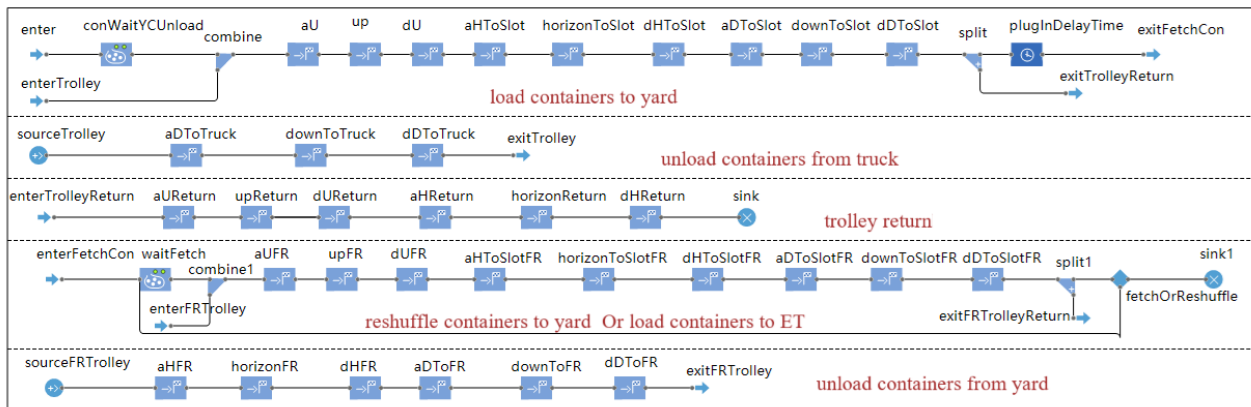 enter conWaitYCUnload combine aU up dU aHToSlot horizonToSlot dHToSlot aDToSlot downToSlot dDToSlot split plugInDelayTime exitFetchCon
enterTrolley exitTrolleyReturn
load containers to yard
sourceTrolley aDToTruck downToTruck dDToTruck exitTrolley
unload containers from truck
enterTrolleyReturn aUReturn upReturn dUReturn aHReturn horizonReturn dHReturn sink
trolley return
enterFetchCon waitFetch combine1 aUFR upFR dUFR aHToSlotFR horizonToSlotFR dHToSlotFR aDToSlotFR downToSlotFR dDToSlotFR split1 sink1
fetchOrReshuffle
enterFRTrolley exitFRTrolleyReturn
reshuffle containers to yard Or load containers to ET
sourceFRTrolley aHFR horizonFR dHFR aDToFR downToFR dDToFR exitFRTrolley
unload containers from yard